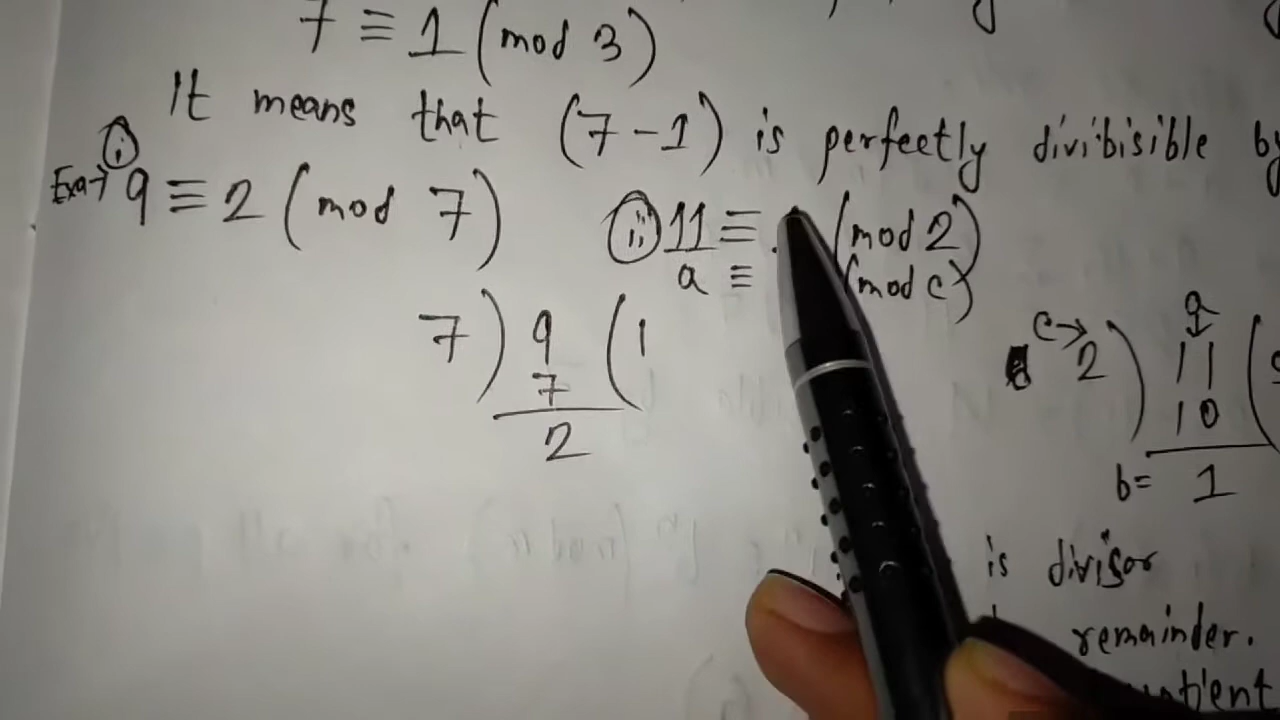 7 ≡ 1 (mod 3)
It means that (7 - 1) is perfectly divibisible by
(i)
Exa→ 9 ≡ 2 (mod 7) (ii) 11 ≡ (mod 2)
a ≡ (mod c)
7) 9 (1
7
2
c→ 2) 11 (
a
10
b= 1
is divisor
remainder.